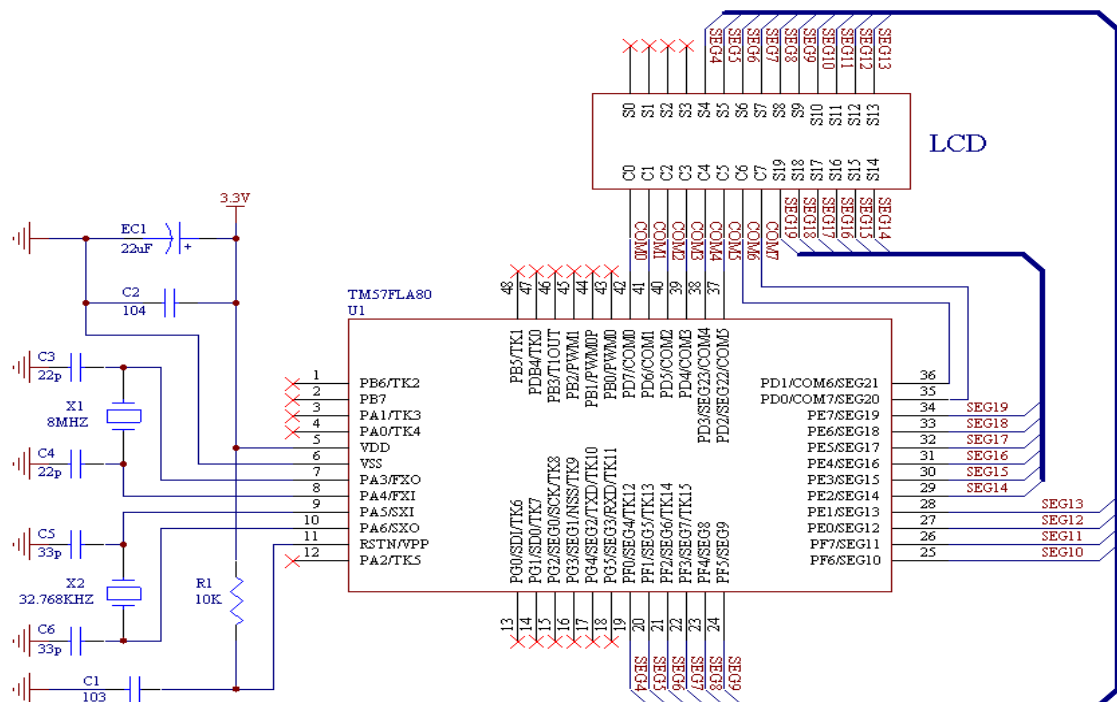 SEG4
SEG5
SEG6
SEG7
SEG8
SEG9
SEG10
SEG11
SEG12
SEG13
S0
S1
S2
S3
S4
S5
S6
S7
S8
S9
S10
S11
S12
S13
LCD
C0
C1
C2
C3
C4
C5
C6
C7
S19
S18
S17
S16
S15
S14
COM0
COM1
COM2
COM3
COM4
COM5
COM6
COM7
SEG19
SEG18
SEG17
SEG16
SEG15
SEG14
3.3V
EC1
22uF
+
C2
104
C3
22p
X1
8MHZ
C4
22p
C5
33p
X2
32.768KHZ
C6
33p
R1
10K
C1
103
TM57FLA80
U1
48
47
46
45
44
43
42
41
40
39
38
37
PB5/TK1
PDB4/TK0
PB3/T1OUT
PB2/PWM1
PB1/PWM0P
PB0/PWM0
PD7/COM0
PD6/COM1
PD5/COM2
PD4/COM3
PD3/SEG23/COM4
PD2/SEG22/COM5
1 PB6/TK2
2 PB7
3 PA1/TK3
4 PA0/TK4
5 VDD
6 VSS
7 PA3/FXO
8 PA4/FXI
9 PA5/SXI
10 PA6/SXO
11 RSTN/VPP
12 PA2/TK5
PD1/COM6/SEG21 36
PD0/COM7/SEG20 35
PE7/SEG19 34 SEG19
PE6/SEG18 33 SEG18
PE5/SEG17 32 SEG17
PE4/SEG16 31 SEG16
PE3/SEG15 30 SEG15
PE2/SEG14 29 SEG14
PE1/SEG13 28 SEG13
PE0/SEG12 27 SEG12
PF7/SEG11 26 SEG11
PF6/SEG10 25 SEG10
PG0/SDI/TK6
PG1/SD0/TK7
PG2/SEG0/SCK/TK8
PG3/SEG1/NSS/TK9
PG4/SEG2/TXD/TK10
PG5/SEG3/RXD/TK11
PF0/SEG4/TK12
PF1/SEG5/TK13
PF2/SEG6/TK14
PF3/SEG7/TK15
PF4/SEG8
PF5/SEG9
13
14
15
16
17
18
19
20
21
22
23
24
SEG4
SEG5
SEG6
SEG7
SEG8
SEG9